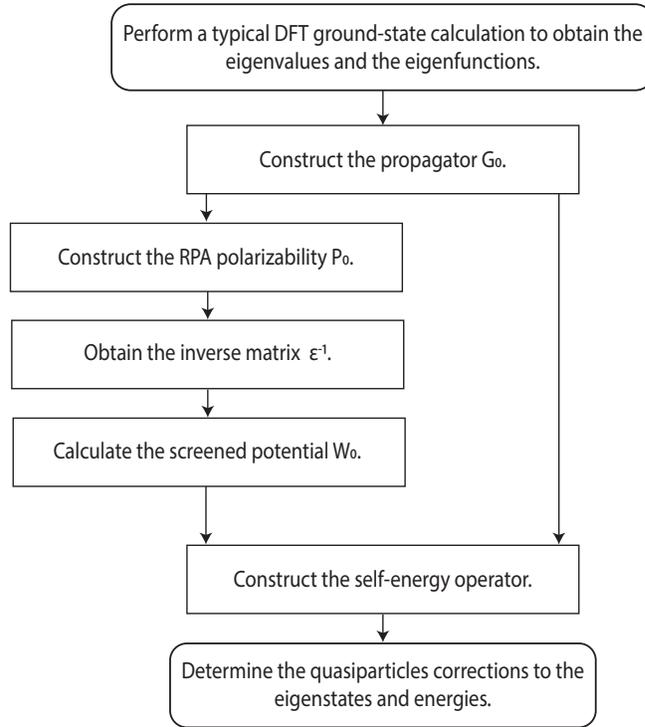 Perform a typical DFT ground-state calculation to obtain the
eigenvalues and the eigenfunctions.
Construct the propagator G₀.
Construct the RPA polarizability P₀.
Obtain the inverse matrix ε⁻¹.
Calculate the screened potential W₀.
Construct the self-energy operator.
Determine the quasiparticles corrections to the
eigenstates and energies.